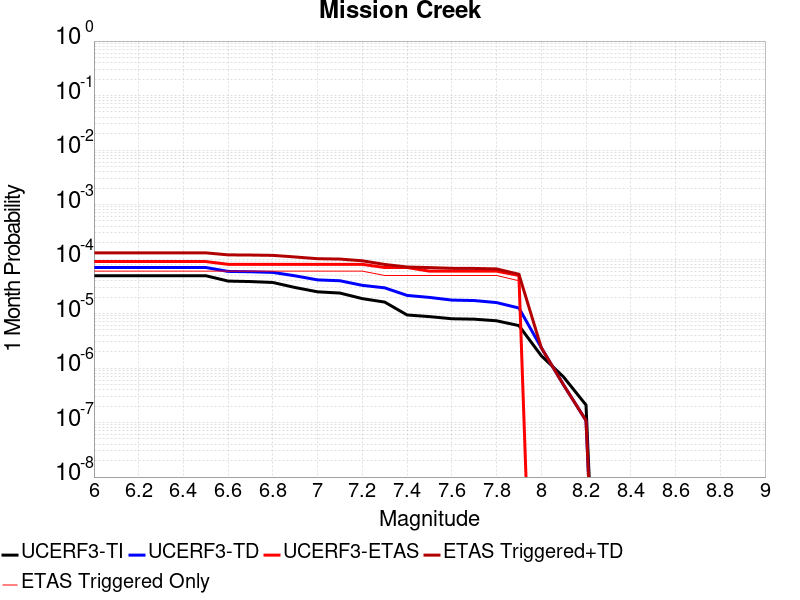 Mission Creek
10^0
10^-1
10^-2
10^-3
10^-4
10^-5
10^-6
10^-7
10^-8
1 Month Probability
6 6.2 6.4 6.6 6.8 7 7.2 7.4 7.6 7.8 8 8.2 8.4 8.6 8.8 9
Magnitude
UCERF3-TI UCERF3-TD UCERF3-ETAS ETAS Triggered+TD
ETAS Triggered Only